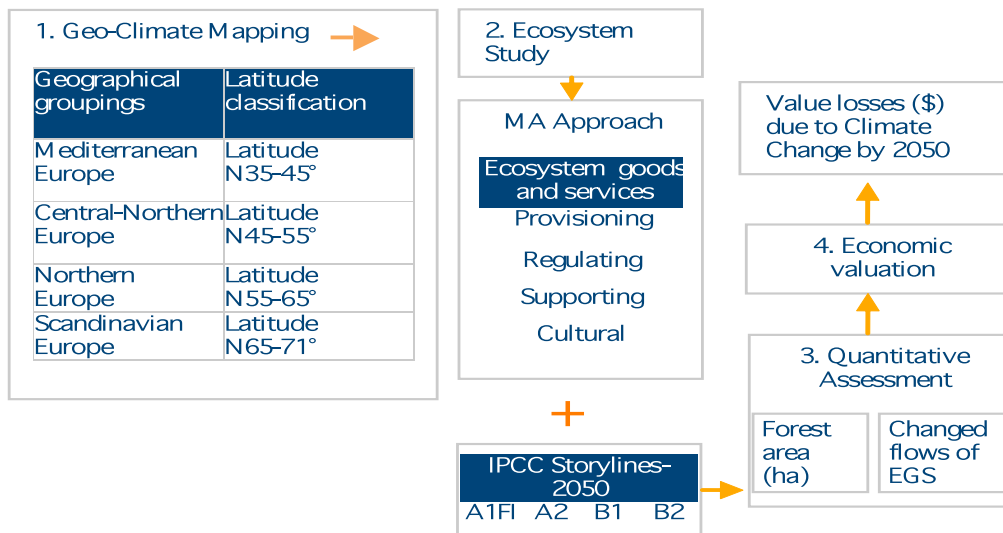 1. Geo-Climate Mapping
Geographical groupings
Latitude classification
Mediterranean Europe
Latitude N35-45°
Central-Northern Europe
Latitude N45-55°
Northern Europe
Latitude N55-65°
Scandinavian Europe
Latitude N65-71°
2. Ecosystem
Study
MA Approach
Ecosystem goods
and services
Provisioning
Regulating
Supporting
Cultural
+
IPCC Storylines-
2050
A1FI A2 B1 B2
3. Quantitative
Assessment
Forest
area
(ha)
Changed
flows of
EGS
4. Economic
valuation
Value losses ($)
due to Climate
Change by 2050